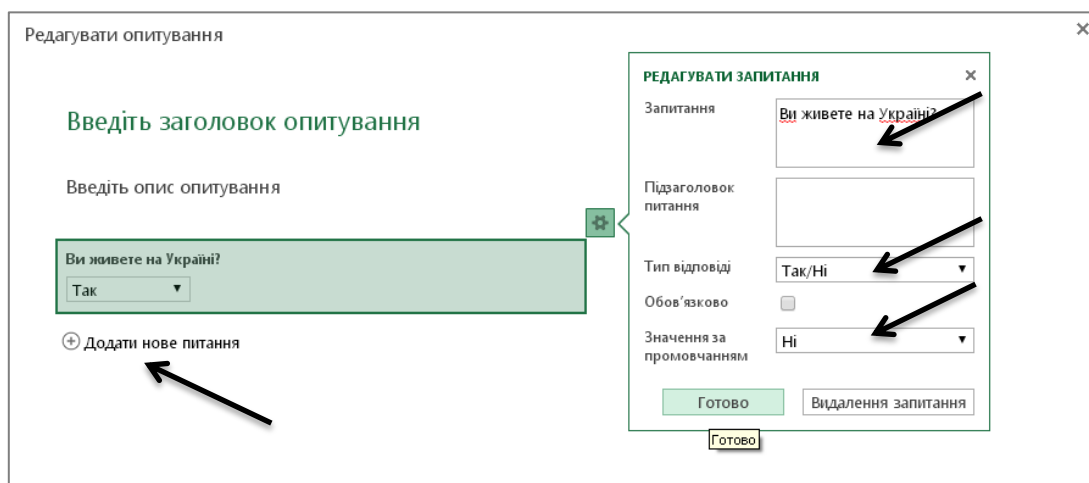 Редагувати опитування
Введіть заголовок опитування
Введіть опис опитування
Ви живете на Україні?
Так
Додати нове питання
РЕДАГУВАТИ ЗАПИТАННЯ
Запитання
Ви живете на Україні?
Підзаголовок
питання
Тип відповіді
Так/Ні
Обов’язково
Значення за
промовчанням
Ні
Готово
Видалення запитання
Готово